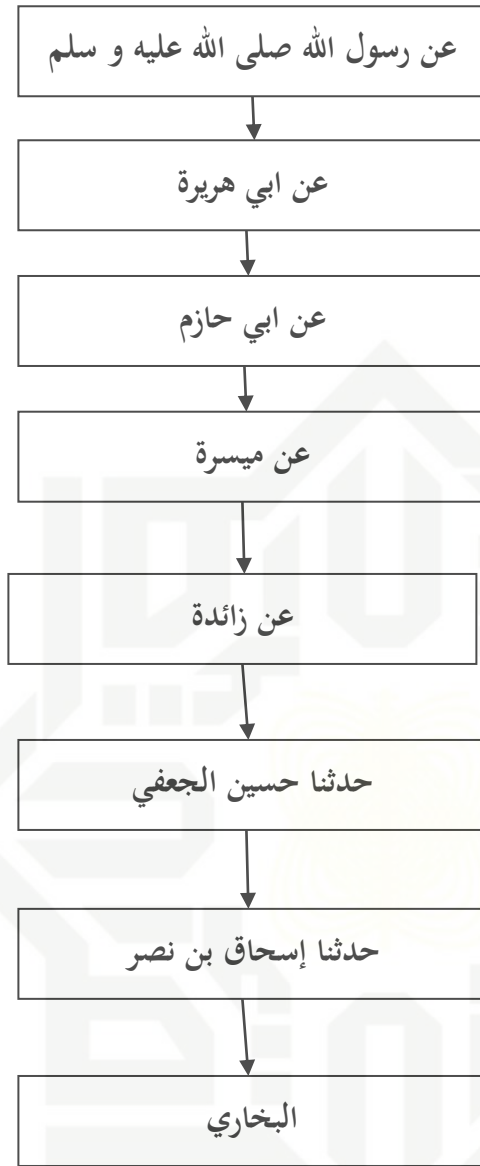 عن رسول الله صلى الله عليه و سلم
عن ابي هريرة
عن ابي حازم
عن ميسرة
عن زائدة
حدثنا حسين الجعفي
حدثنا إسحاق بن نصر
البخاري